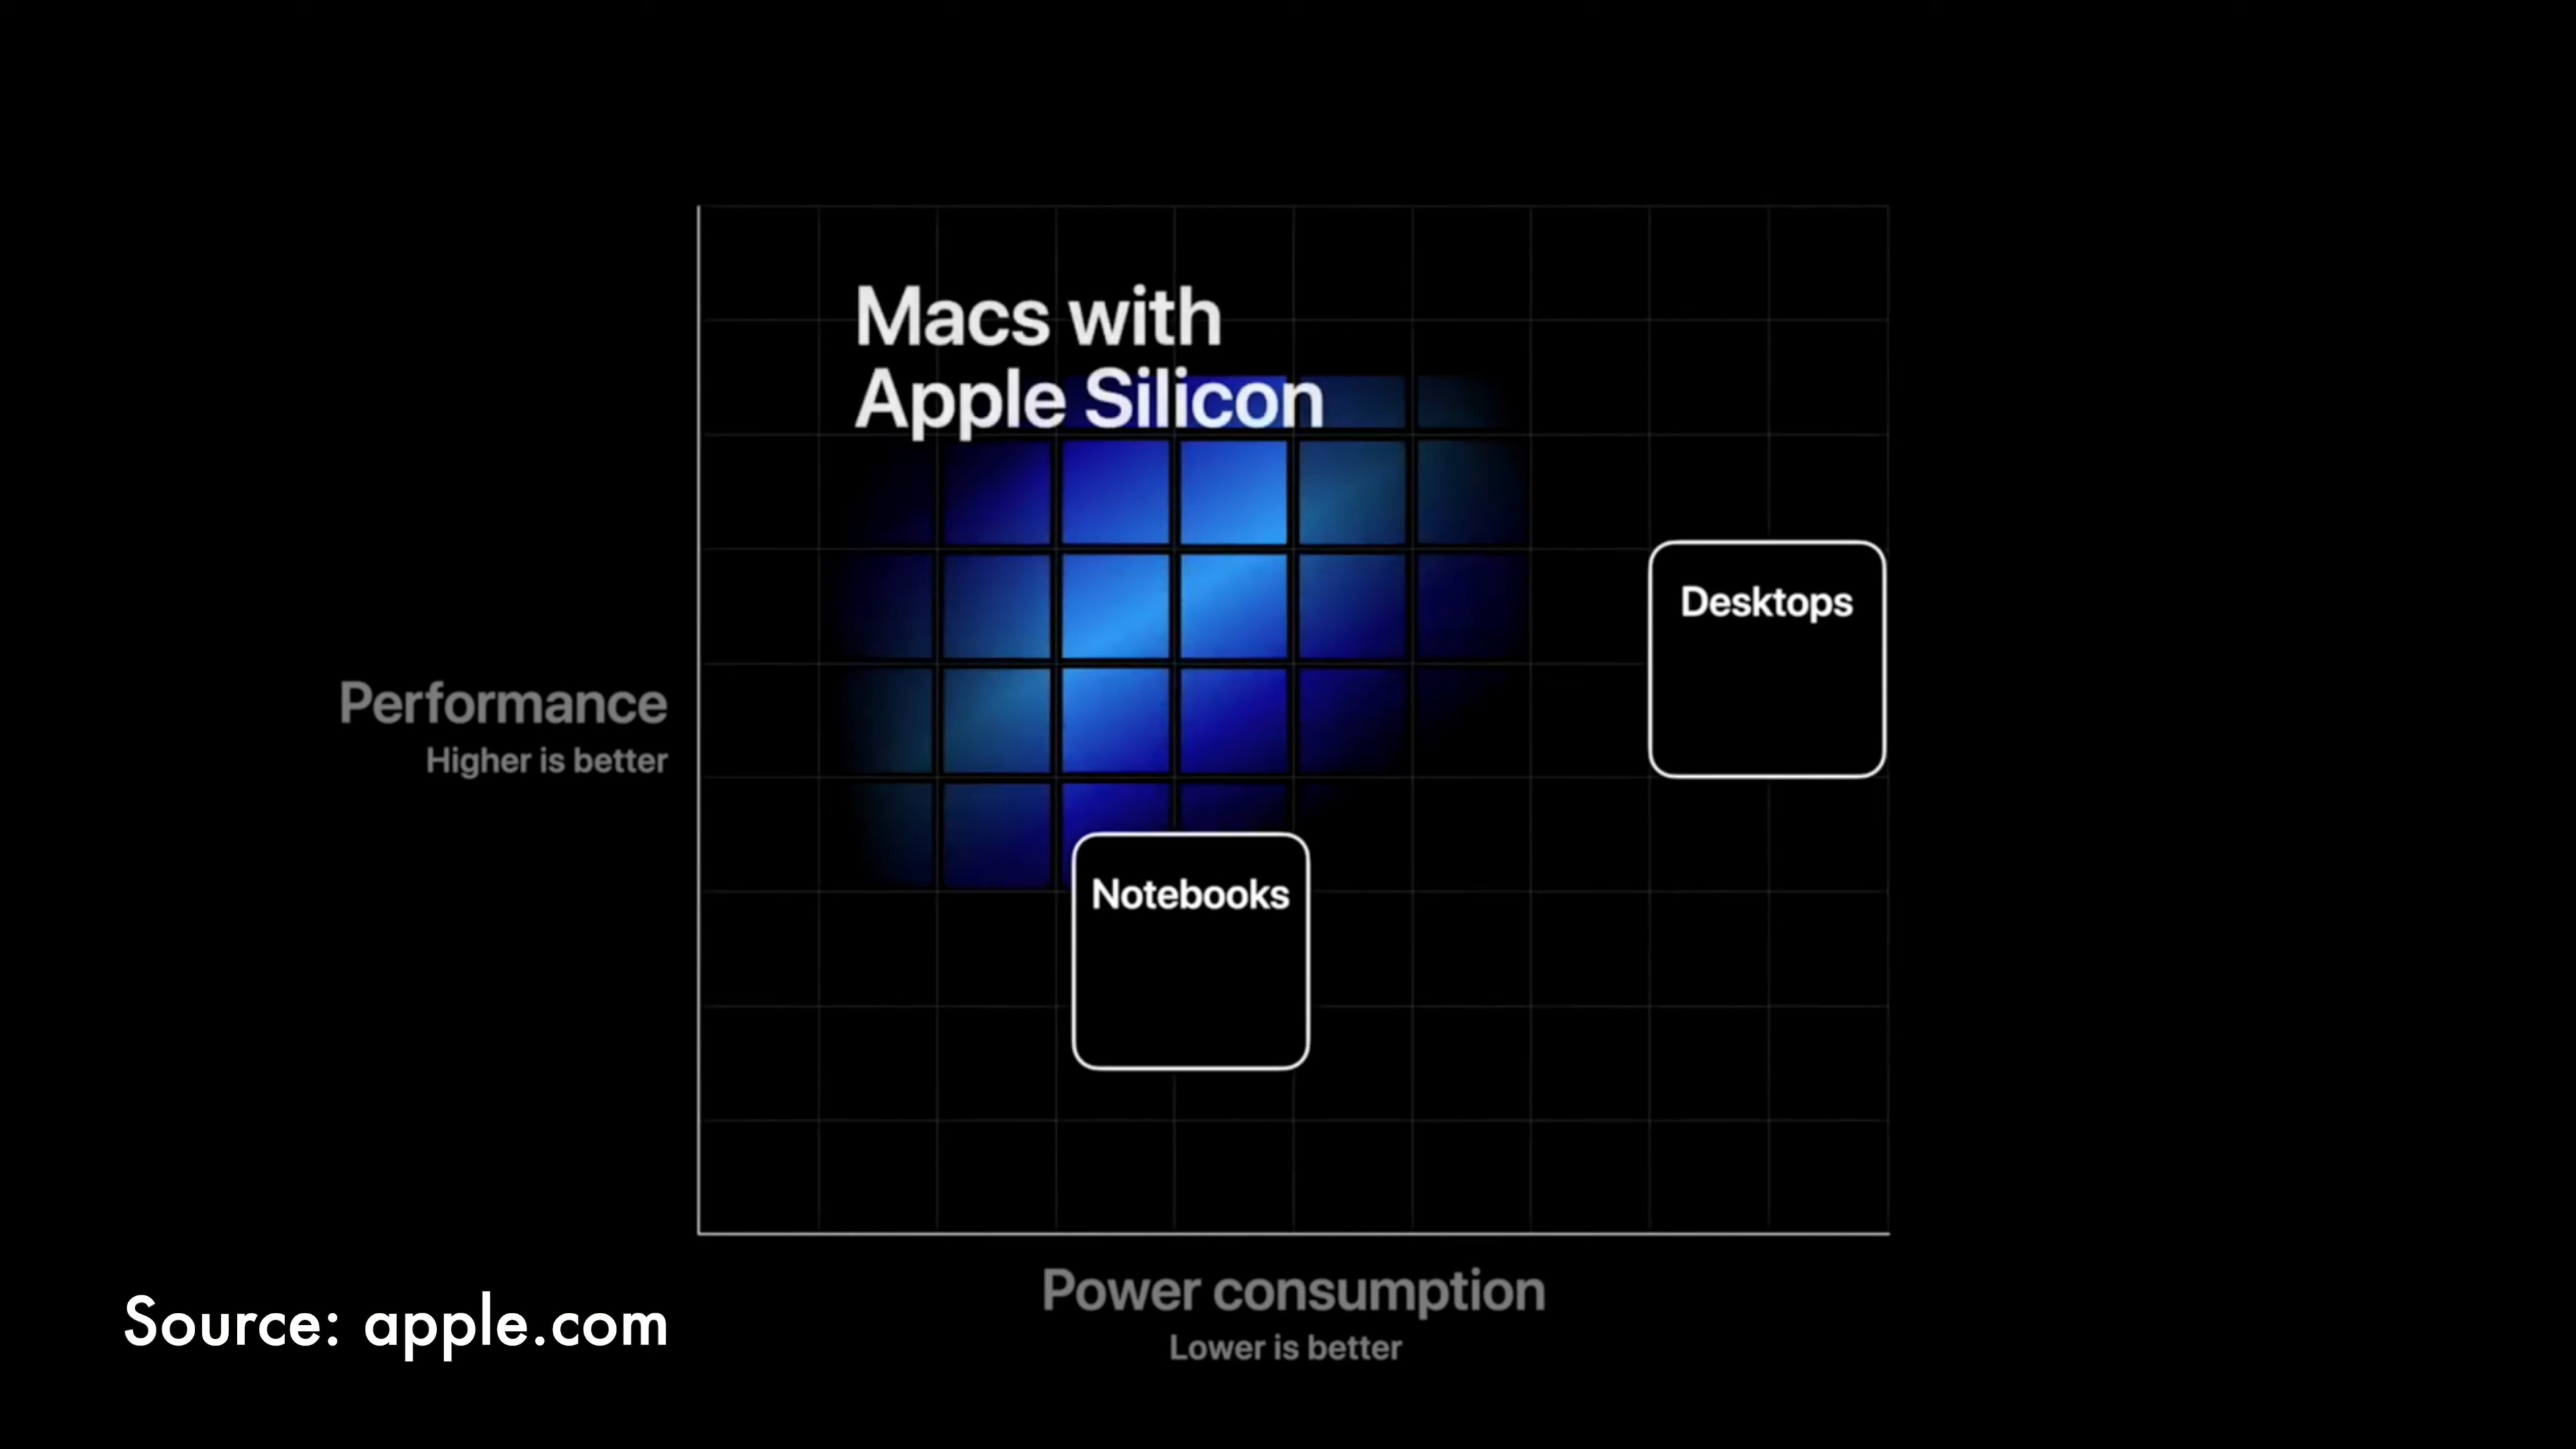 Macs with
Apple Silicon
Desktops
Performance
Higher is better
Notebooks
Power consumption
Lower is better
Source: apple.com